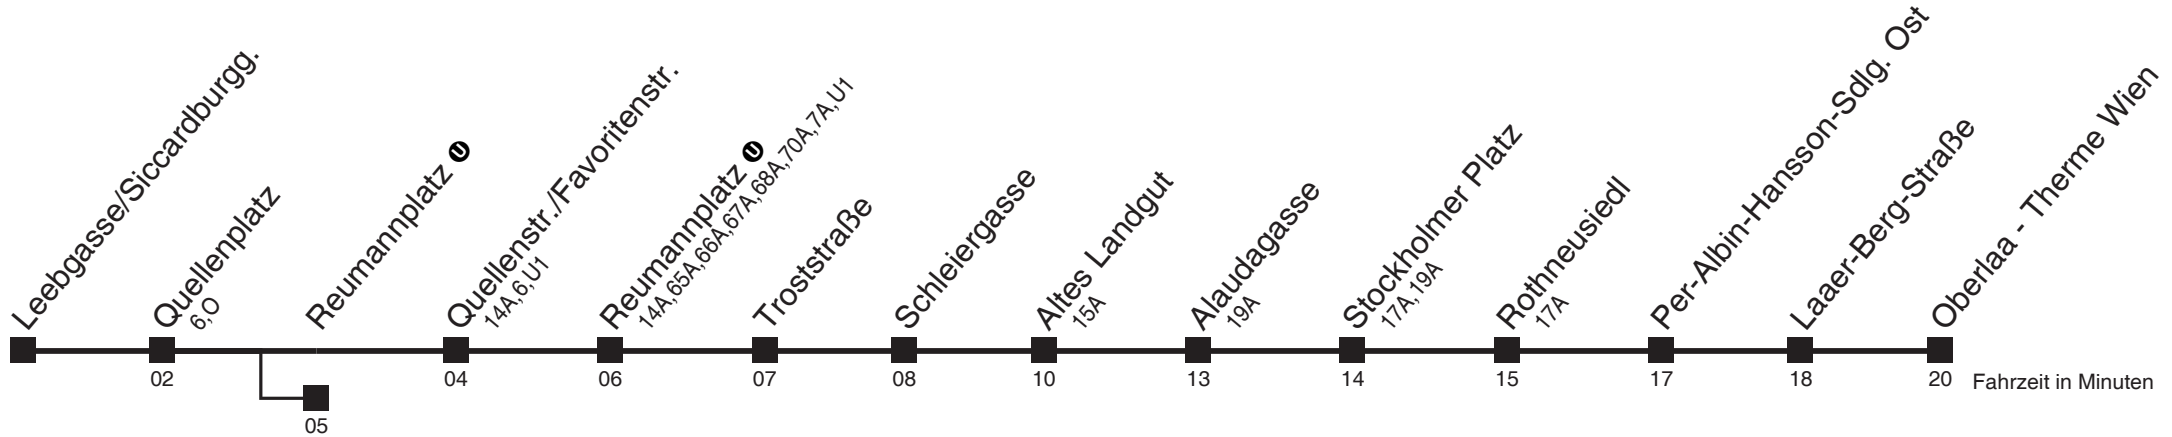 Leebgasse/Siccardburgg.
Quellenplatz
6,O
Reumannplatz U
Quellenstr./Favoritenstr.
14A,6,U1
Reumannplatz U
14A,65A,66A,67A,68A,70A,7A,U1
Troststraße
Schleiergasse
Altes Landgut
15A
Alaudagasse
19A
Stockholmer Platz
17A,19A
Rothneusiedl
17A
Per-Albin-Hansson-Sdlg. Ost
Laaer-Berg-Straße
Oberlaa - Therme Wien
02 04 06 07 08 10 13 14 15 17 18 20 Fahrzeit in Minuten
05